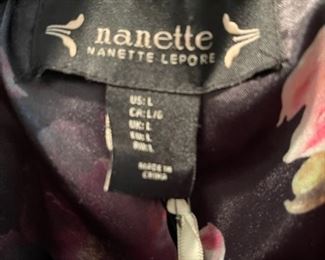 nanette
NANETTE LEPORE
US: L
CA: L/G
UK: L
EU: L
AU: L
MADE IN
CHINA